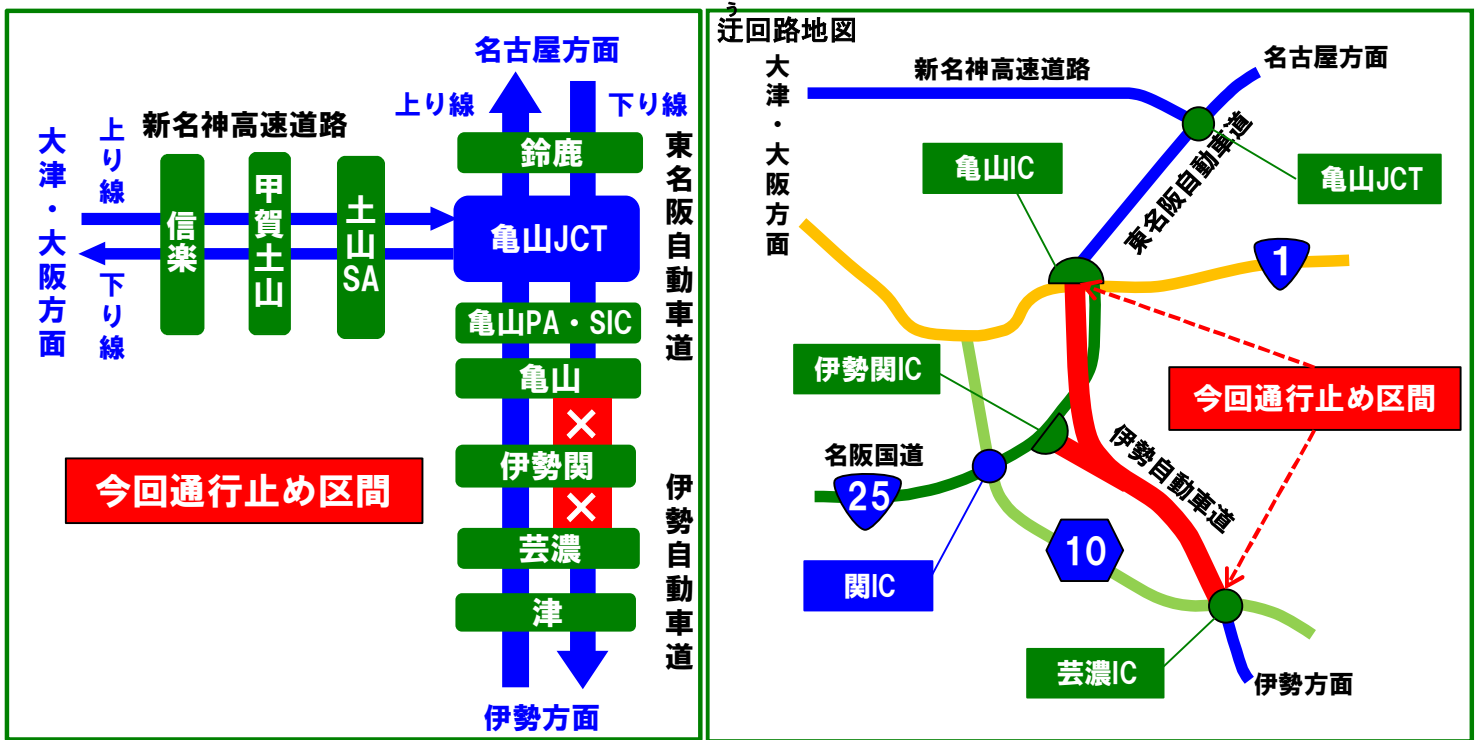 名古屋方面
上り線
下り線
新名神高速道路
大津・大阪方面
上り線
下り線
信楽
甲賀土山
土山SA
鈴鹿
亀山JCT
亀山PA・SIC
亀山
×
伊勢関
×
芸濃
津
東名阪自動車道
伊勢自動車道
今回通行止め区間
伊勢方面
う
迂回路地図
大津・大阪方面
新名神高速道路
名古屋方面
亀山IC
亀山JCT
東名阪自動車道
1
伊勢関IC
今回通行止め区間
名阪国道
25
伊勢自動車道
10
関IC
芸濃IC
伊勢方面